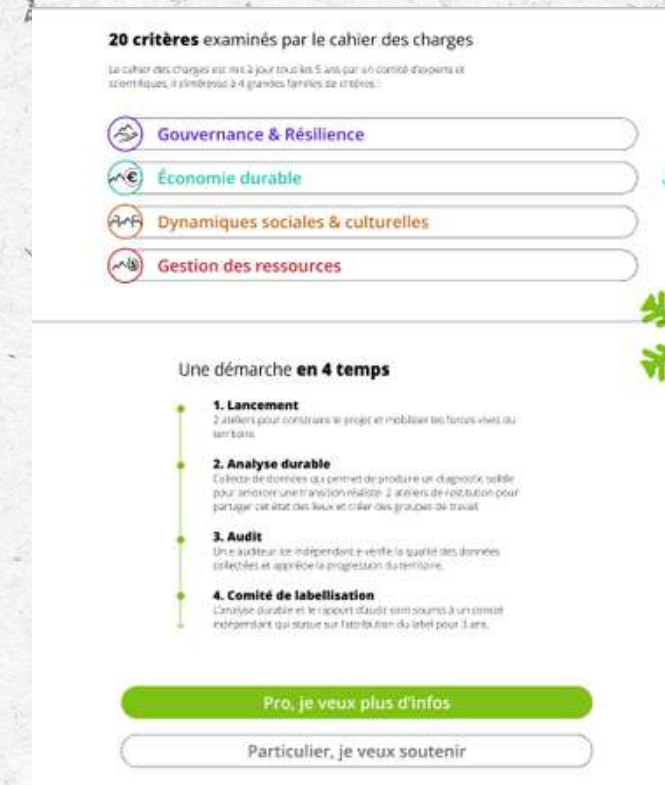 20 critères examinés par le cahier des charges
Le cahier des charges est mis à jour tous les 5 ans par un comité d'experts et
scientifiques, il s'intéresse à 4 grandes familles de critères :
Gouvernance & Résilience
Économie durable
Dynamiques sociales & culturelles
Gestion des ressources
Une démarche en 4 temps
1. Lancement
2 ateliers pour construire le projet et mobiliser les forces vives du
territoire
2. Analyse durable
Collecte de données qui permet de produire un diagnostic solide
pour amorcer une transition réaliste. 2 ateliers de restitution pour
partager cet état des lieux et créer des groupes de travail
3. Audit
Un·e auditeur·ice indépendant·e vérifie la qualité des données
collectées et apprécie la progression du territoire.
4. Comité de labellisation
L'analyse durable et le rapport d'audit sont soumis à un comité
indépendant qui statue sur l'attribution du label pour 3 ans.
Pro, je veux plus d'infos
Particulier, je veux soutenir